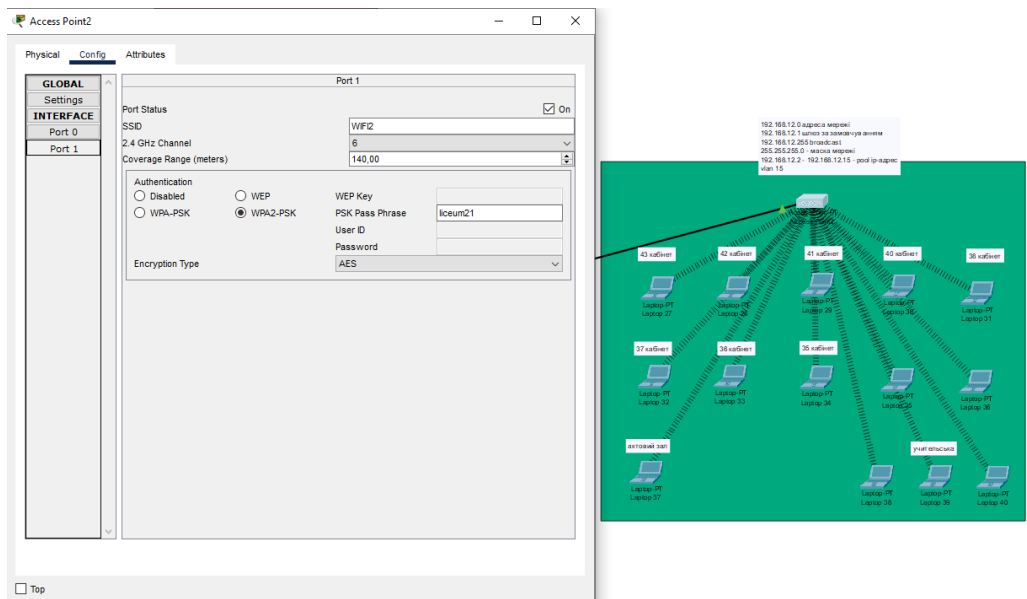 Access Point2
Physical Config Attributes
GLOBAL
Settings
INTERFACE
Port 0
Port 1
Port 1
Port Status
On
SSID
WIFI2
2.4 GHz Channel
6
Coverage Range (meters)
140,00
Authentication
Disabled
WEP
WEP Key
WPA-PSK
WPA2-PSK
PSK Pass Phrase
liceum21
User ID
Password
Encryption Type
AES
Top
192.168.12.0 адреса мережі
192.168.12.1 шлюз за замовчуванням
192.168.12.255 broadcast
255.255.255.0 - маска мережі
192.168.12.2 - 192.168.12.15 - pool ip-адрес
vlan 15
43 кабінет
42 кабінет
41 кабінет
40 кабінет
38 кабінет
Laptop-PT
Laptop 27
Laptop-PT
Laptop-PT
Laptop 29
Laptop-PT
Laptop 30
Laptop-PT
Laptop 31
37 кабінет
36 кабінет
35 кабінет
Laptop-PT
Laptop 32
Laptop-PT
Laptop 33
Laptop-PT
Laptop 34
Laptop-PT
Laptop 35
Laptop-PT
Laptop 36
актовий зал
учительська
Laptop-PT
Laptop 37
Laptop-PT
Laptop 38
Laptop-PT
Laptop 39
Laptop-PT
Laptop 40